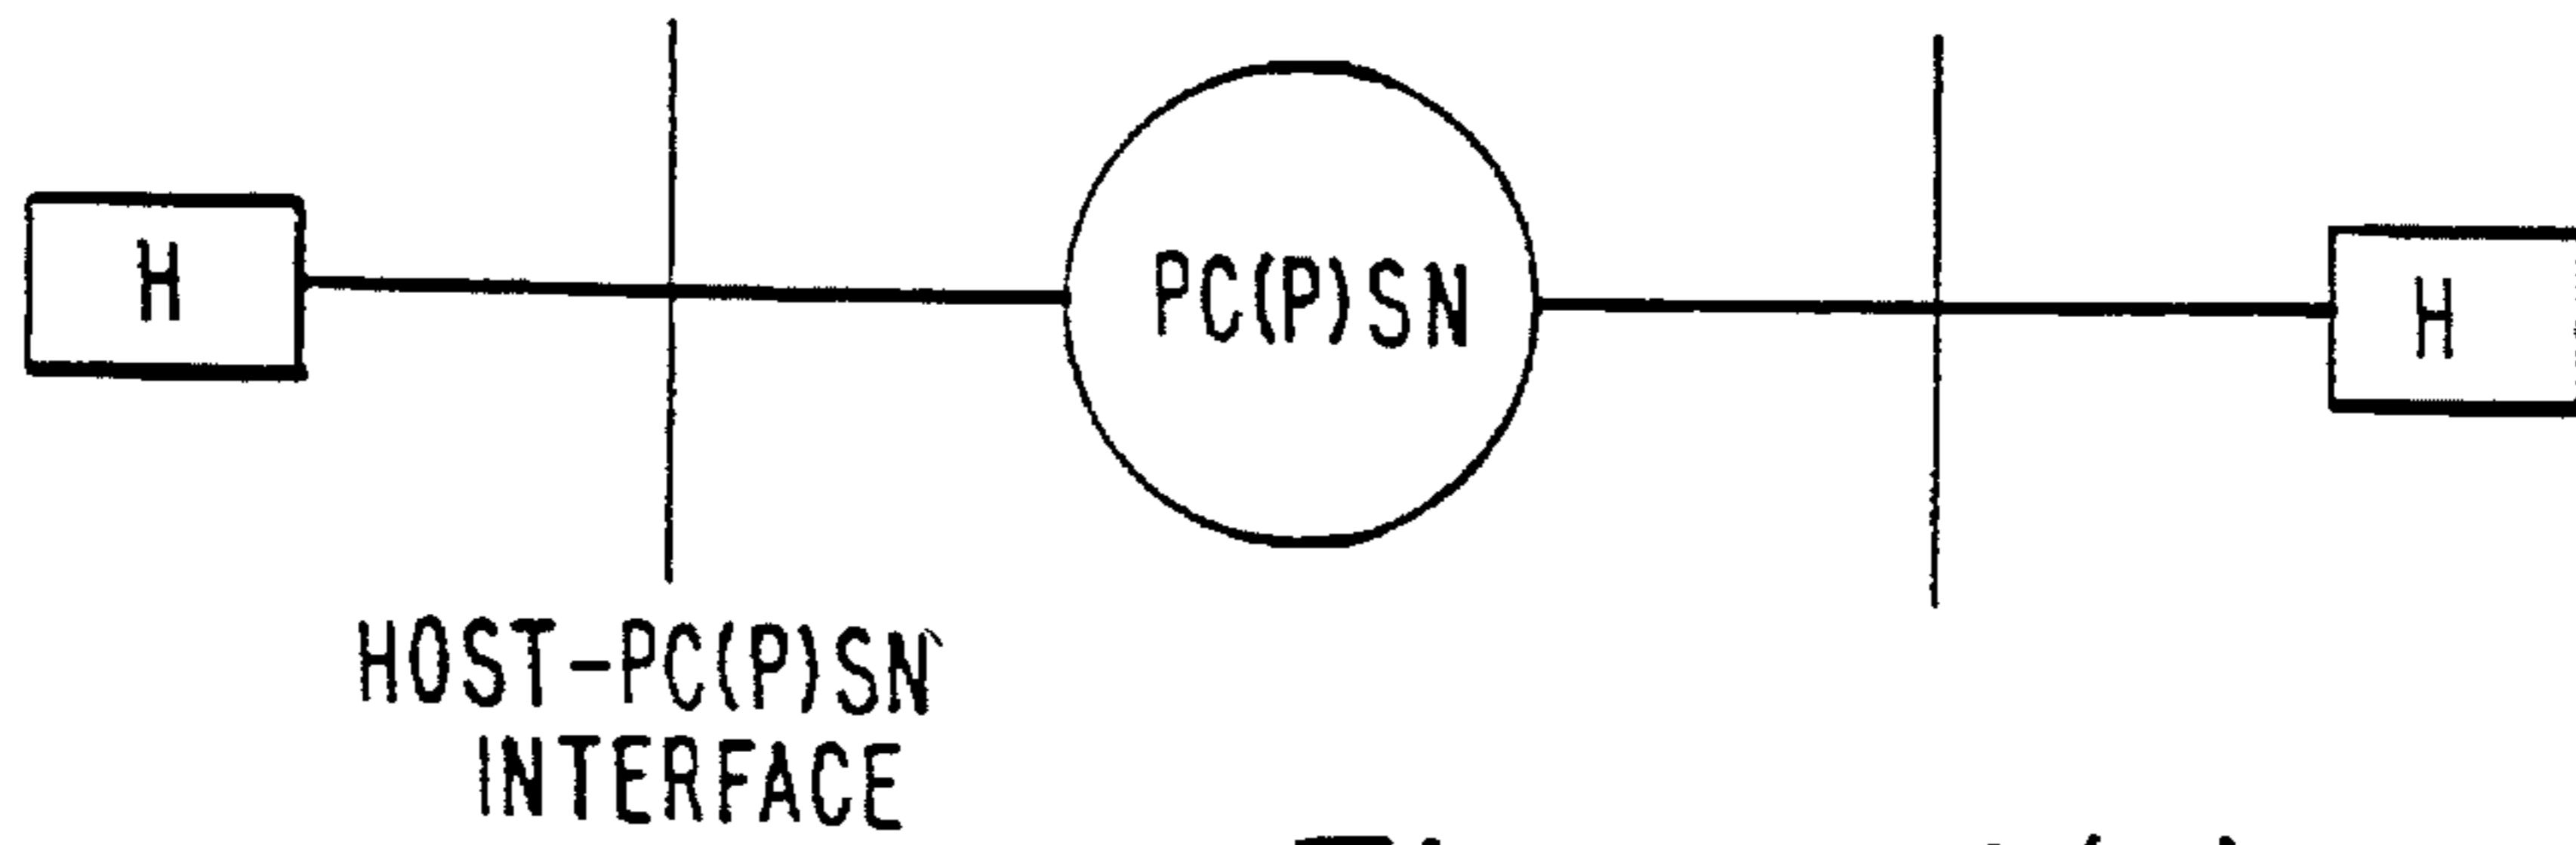 H
PC(P)SN
H
HOST-PC(P)SN
INTERFACE